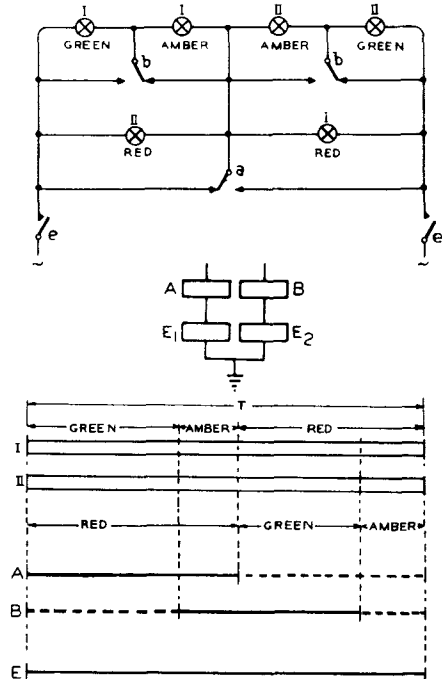 I I II II
GREEN AMBER AMBER GREEN
b b
II I
RED RED
a
e e
~ ~
A B
E1 E2
T
GREEN AMBER RED
I
II
RED GREEN AMBER
A
B
E